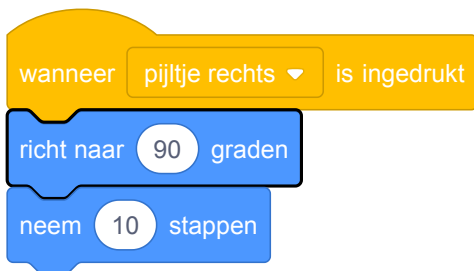 wanneer pijltje rechts is ingedrukt
richt naar 90 graden
neem 10 stappen